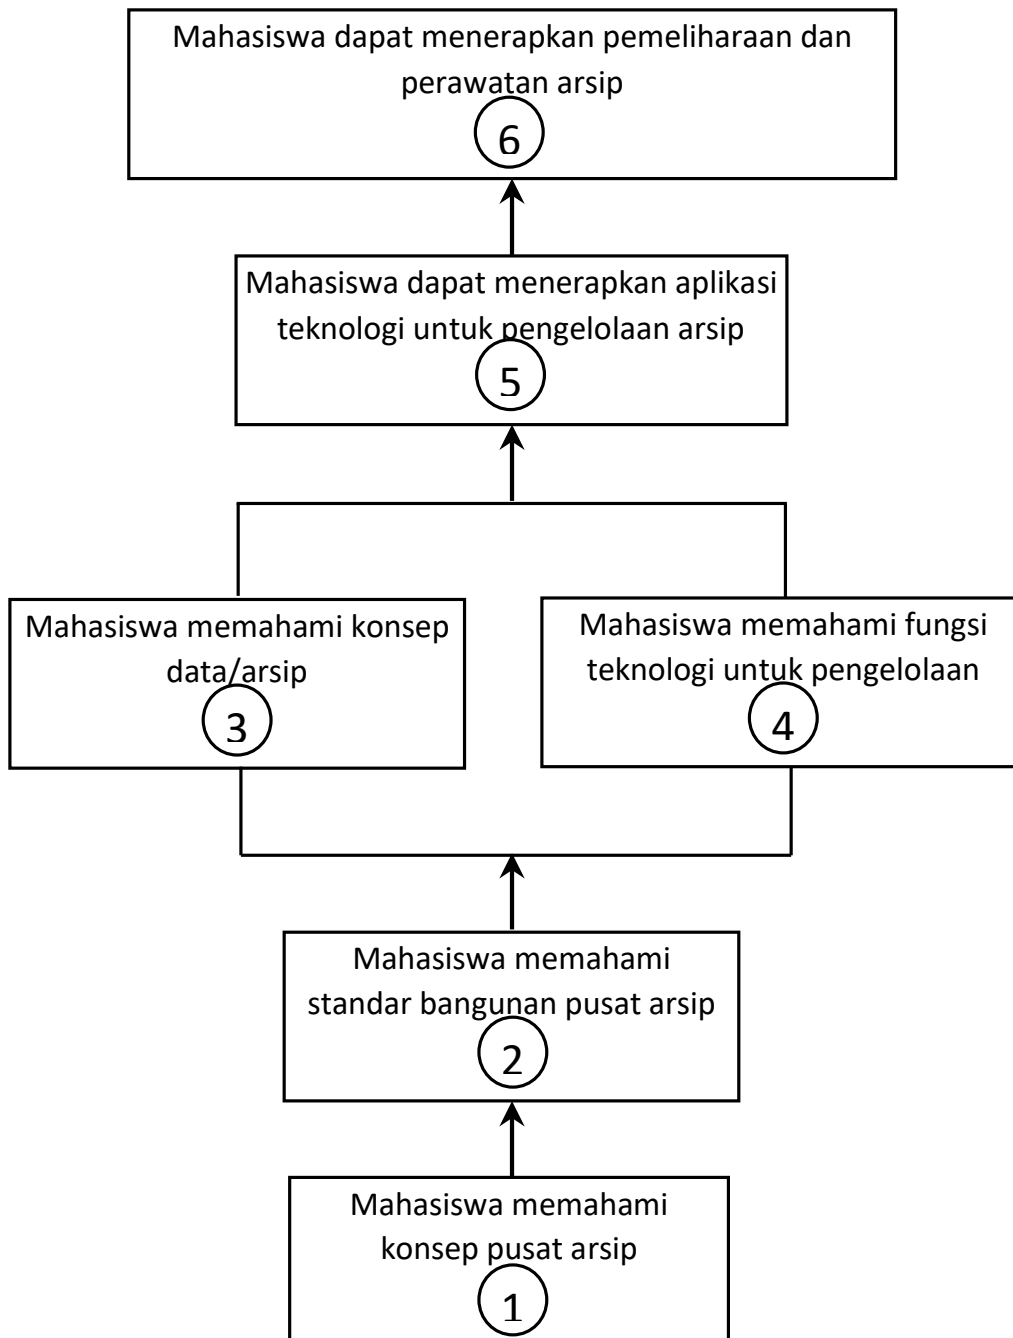 Mahasiswa dapat menerapkan pemeliharaan dan
perawatan arsip
6
Mahasiswa dapat menerapkan aplikasi
teknologi untuk pengelolaan arsip
5
Mahasiswa memahami konsep
data/arsip
3
Mahasiswa memahami fungsi
teknologi untuk pengelolaan
4
Mahasiswa memahami
standar bangunan pusat arsip
2
Mahasiswa memahami
konsep pusat arsip
1